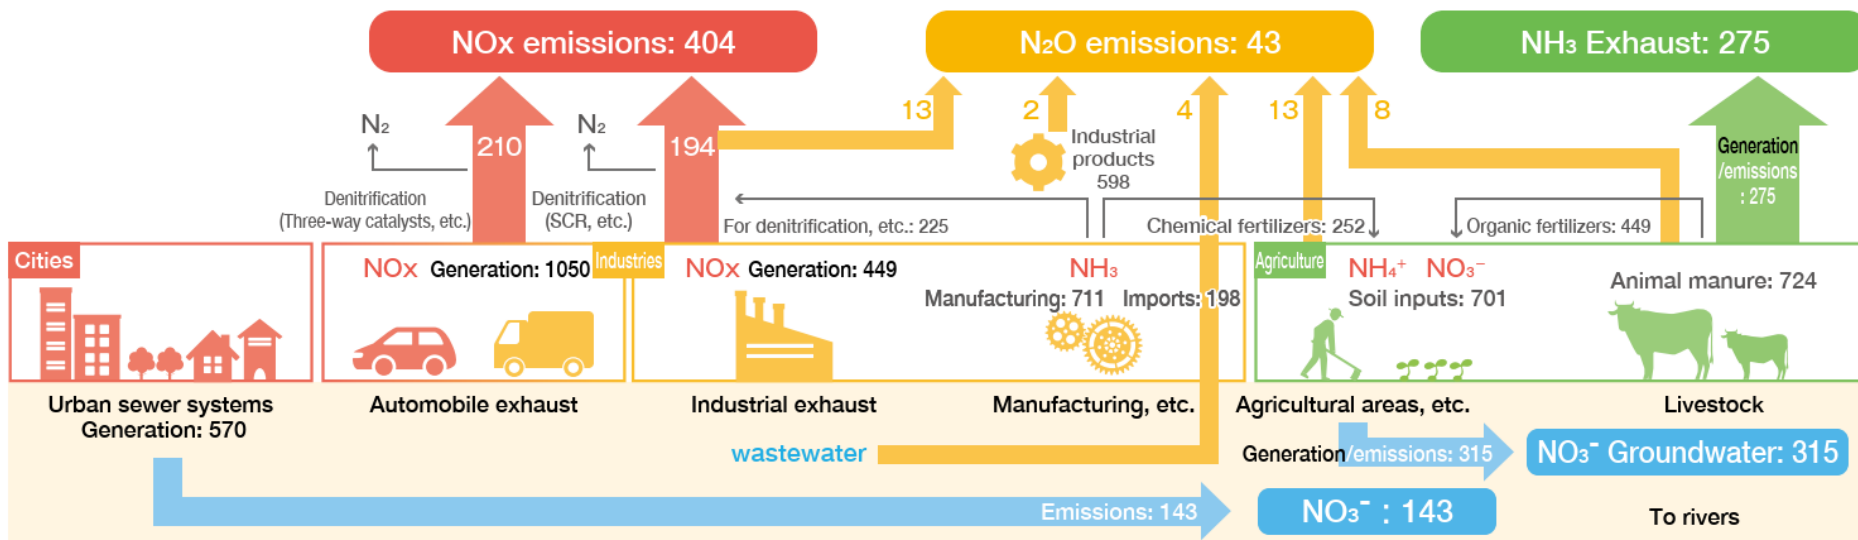 NOx emissions: 404
N₂O emissions: 43
NH₃ Exhaust: 275
13
2
4
13
8
N₂
N₂
210
194
Industrial
products
598
Generation
/emissions
: 275
Denitrification
(Three-way catalysts, etc.)
Denitrification
(SCR, etc.)
For denitrification, etc.: 225
Chemical fertilizers: 252
Organic fertilizers: 449
Cities
NOx Generation: 1050
Industries
NOx Generation: 449
NH₃
Manufacturing: 711 Imports: 198
Agriculture
NH₄⁺ NO₃⁻
Soil inputs: 701
Animal manure: 724
Urban sewer systems
Generation: 570
Automobile exhaust
Industrial exhaust
Manufacturing, etc.
Agricultural areas, etc.
Livestock
wastewater
Generation/emissions: 315
NO₃⁻ Groundwater: 315
Emissions: 143
NO₃⁻ : 143
To rivers